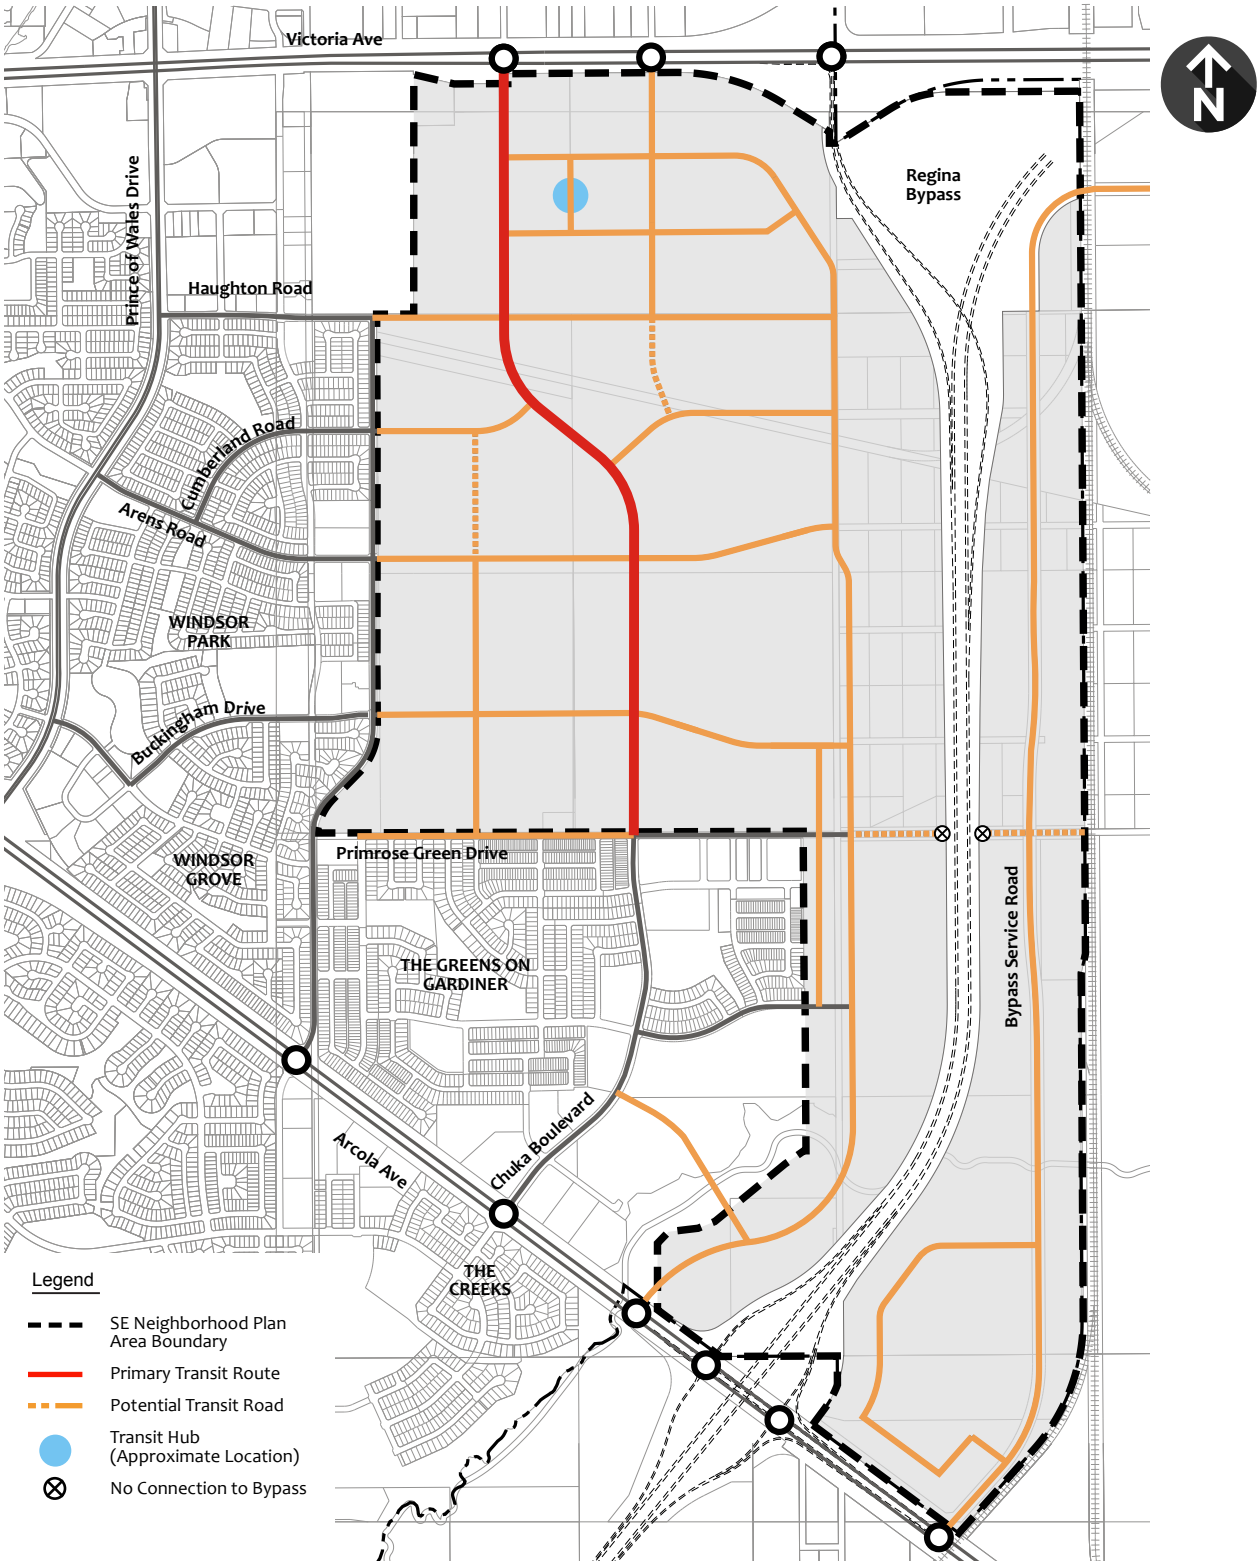 Victoria Ave
N
Prince of Wales Drive
Regina
Bypass
Haughton Road
Cumberland Road
Arens Road
WINDSOR
PARK
Buckingham Drive
Primrose Green Drive
WINDSOR
GROVE
Bypass Service Road
THE GREENS ON
GARDINER
Chuka Boulevard
Arcola Ave
THE
CREEKS
Legend
SE Neighborhood Plan
Area Boundary
Primary Transit Route
Potential Transit Road
Transit Hub
(Approximate Location)
No Connection to Bypass